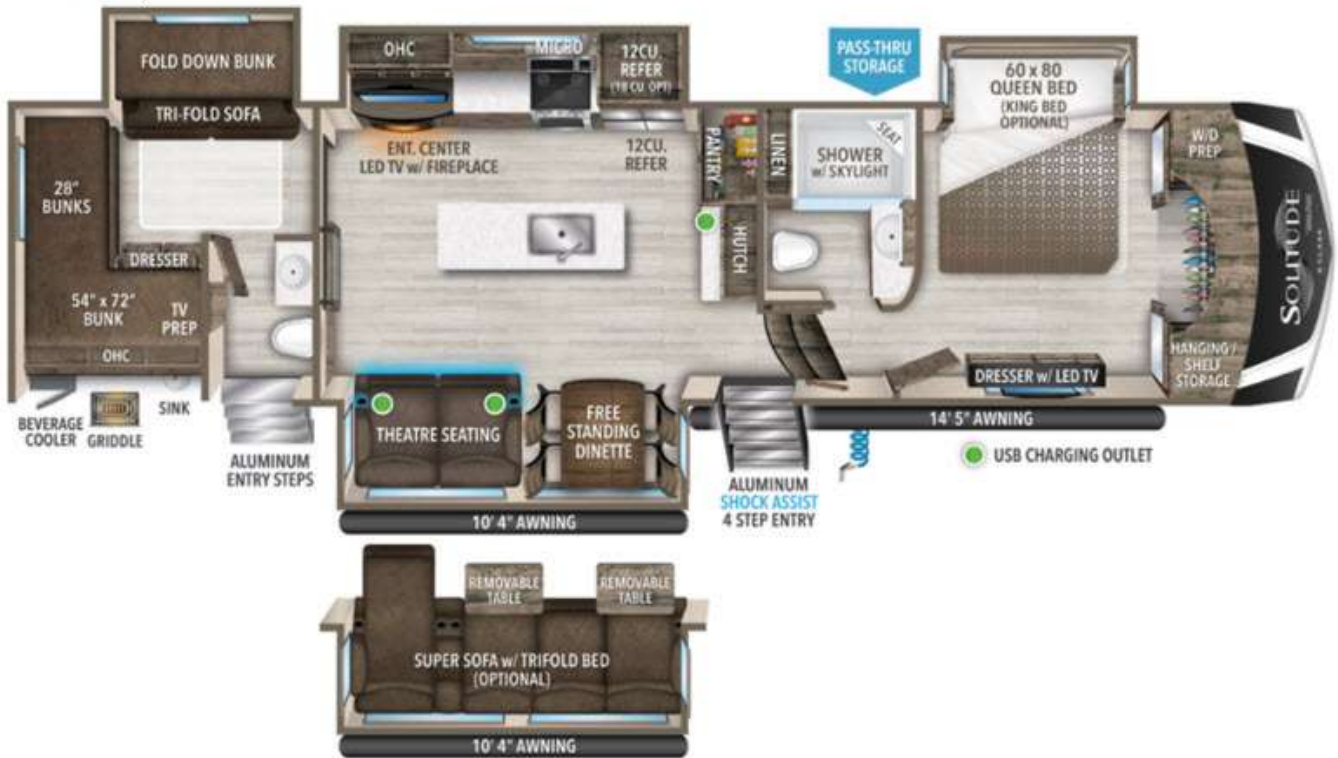 FOLD DOWN BUNK
TRI-FOLD SOFA
28"
BUNKS
DRESSER
54" x 72"
BUNK
TV
PREP
OHC
BEVERAGE
COOLER
GRIDDLE
SINK
ALUMINUM
ENTRY STEPS
OHC
MICRO
12CU.
REFER
(18 CU. OPT)
ENT. CENTER
LED TV w/ FIREPLACE
12CU.
REFER
PANTRY
HUTCH
LINEN
THEATRE SEATING
FREE
STANDING
DINETTE
10' 4" AWNING
PASS-THRU
STORAGE
SHOWER
w/ SKYLIGHT
SEAT
60 x 80
QUEEN BED
(KING BED
OPTIONAL)
W/D
PREP
HANGING /
SHELF
STORAGE
DRESSER w/ LED TV
SOLITUDE
14' 5" AWNING
USB CHARGING OUTLET
ALUMINUM
SHOCK ASSIST
4 STEP ENTRY
REMOVABLE
TABLE
REMOVABLE
TABLE
SUPER SOFA w/ TRIFOLD BED
(OPTIONAL)
10' 4" AWNING